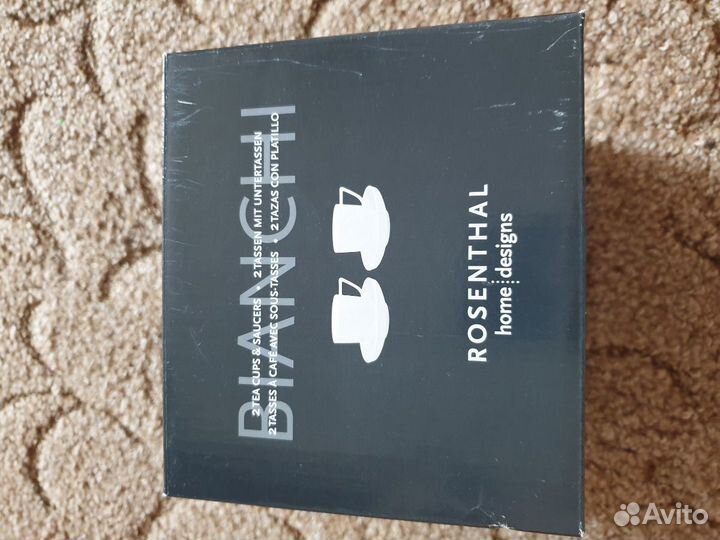 BIANCHI
2 TEA CUPS & SAUCERS • 2 TASSEN MIT UNTERTASSEN
2 TASSES À CAFÉ AVEC SOUS-TASSES • 2 TAZAS CON PLATILLO
ROSENTHAL
home designs
Avito